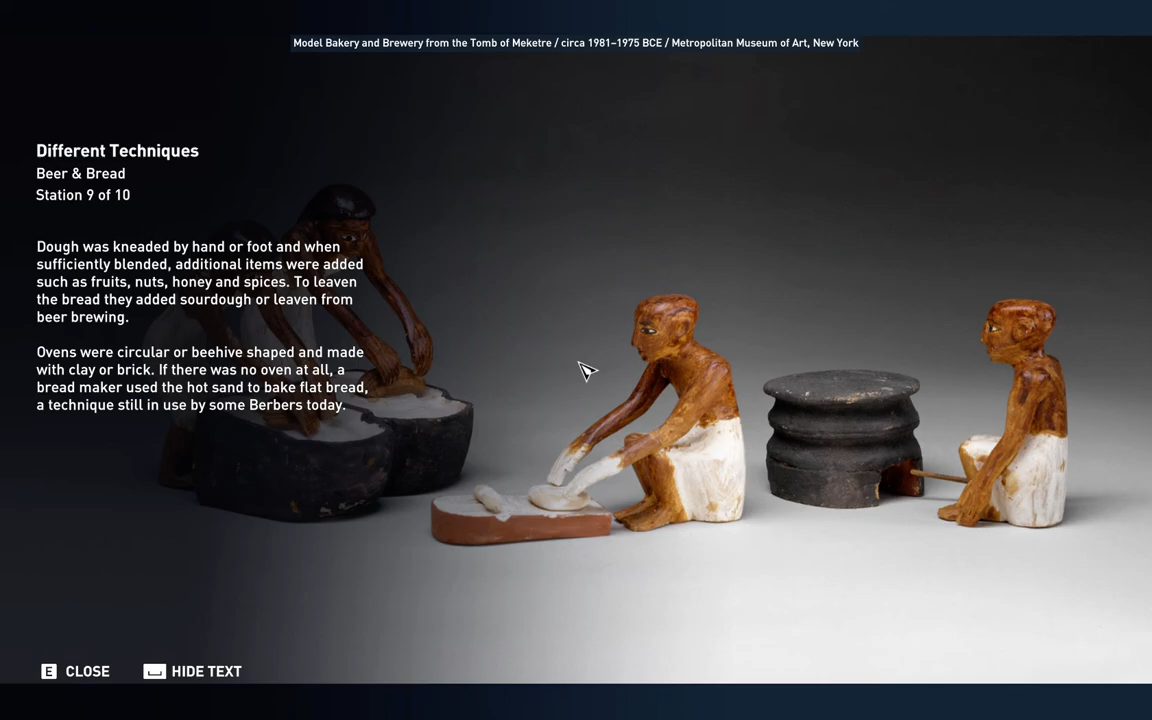 Model Bakery and Brewery from the Tomb of Meketre / circa 1981–1975 BCE / Metropolitan Museum of Art, New York
Different Techniques
Beer & Bread
Station 9 of 10
Dough was kneaded by hand or foot and when
sufficiently blended, additional items were added
such as fruits, nuts, honey and spices. To leaven
the bread they added sourdough or leaven from
beer brewing.
Ovens were circular or beehive shaped and made
with clay or brick. If there was no oven at all, a
bread maker used the hot sand to bake flat bread,
a technique still in use by some Berbers today.
E CLOSE HIDE TEXT